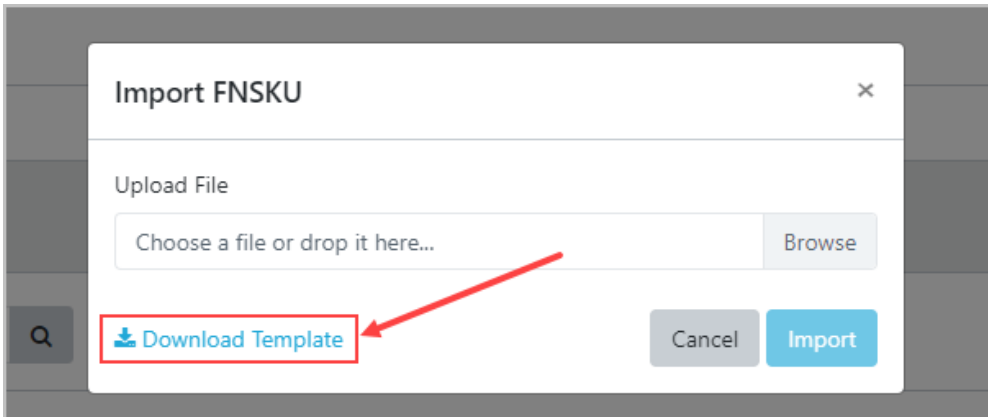 Import FNSKU ×
Upload File
Choose a file or drop it here... Browse
Download Template Cancel Import